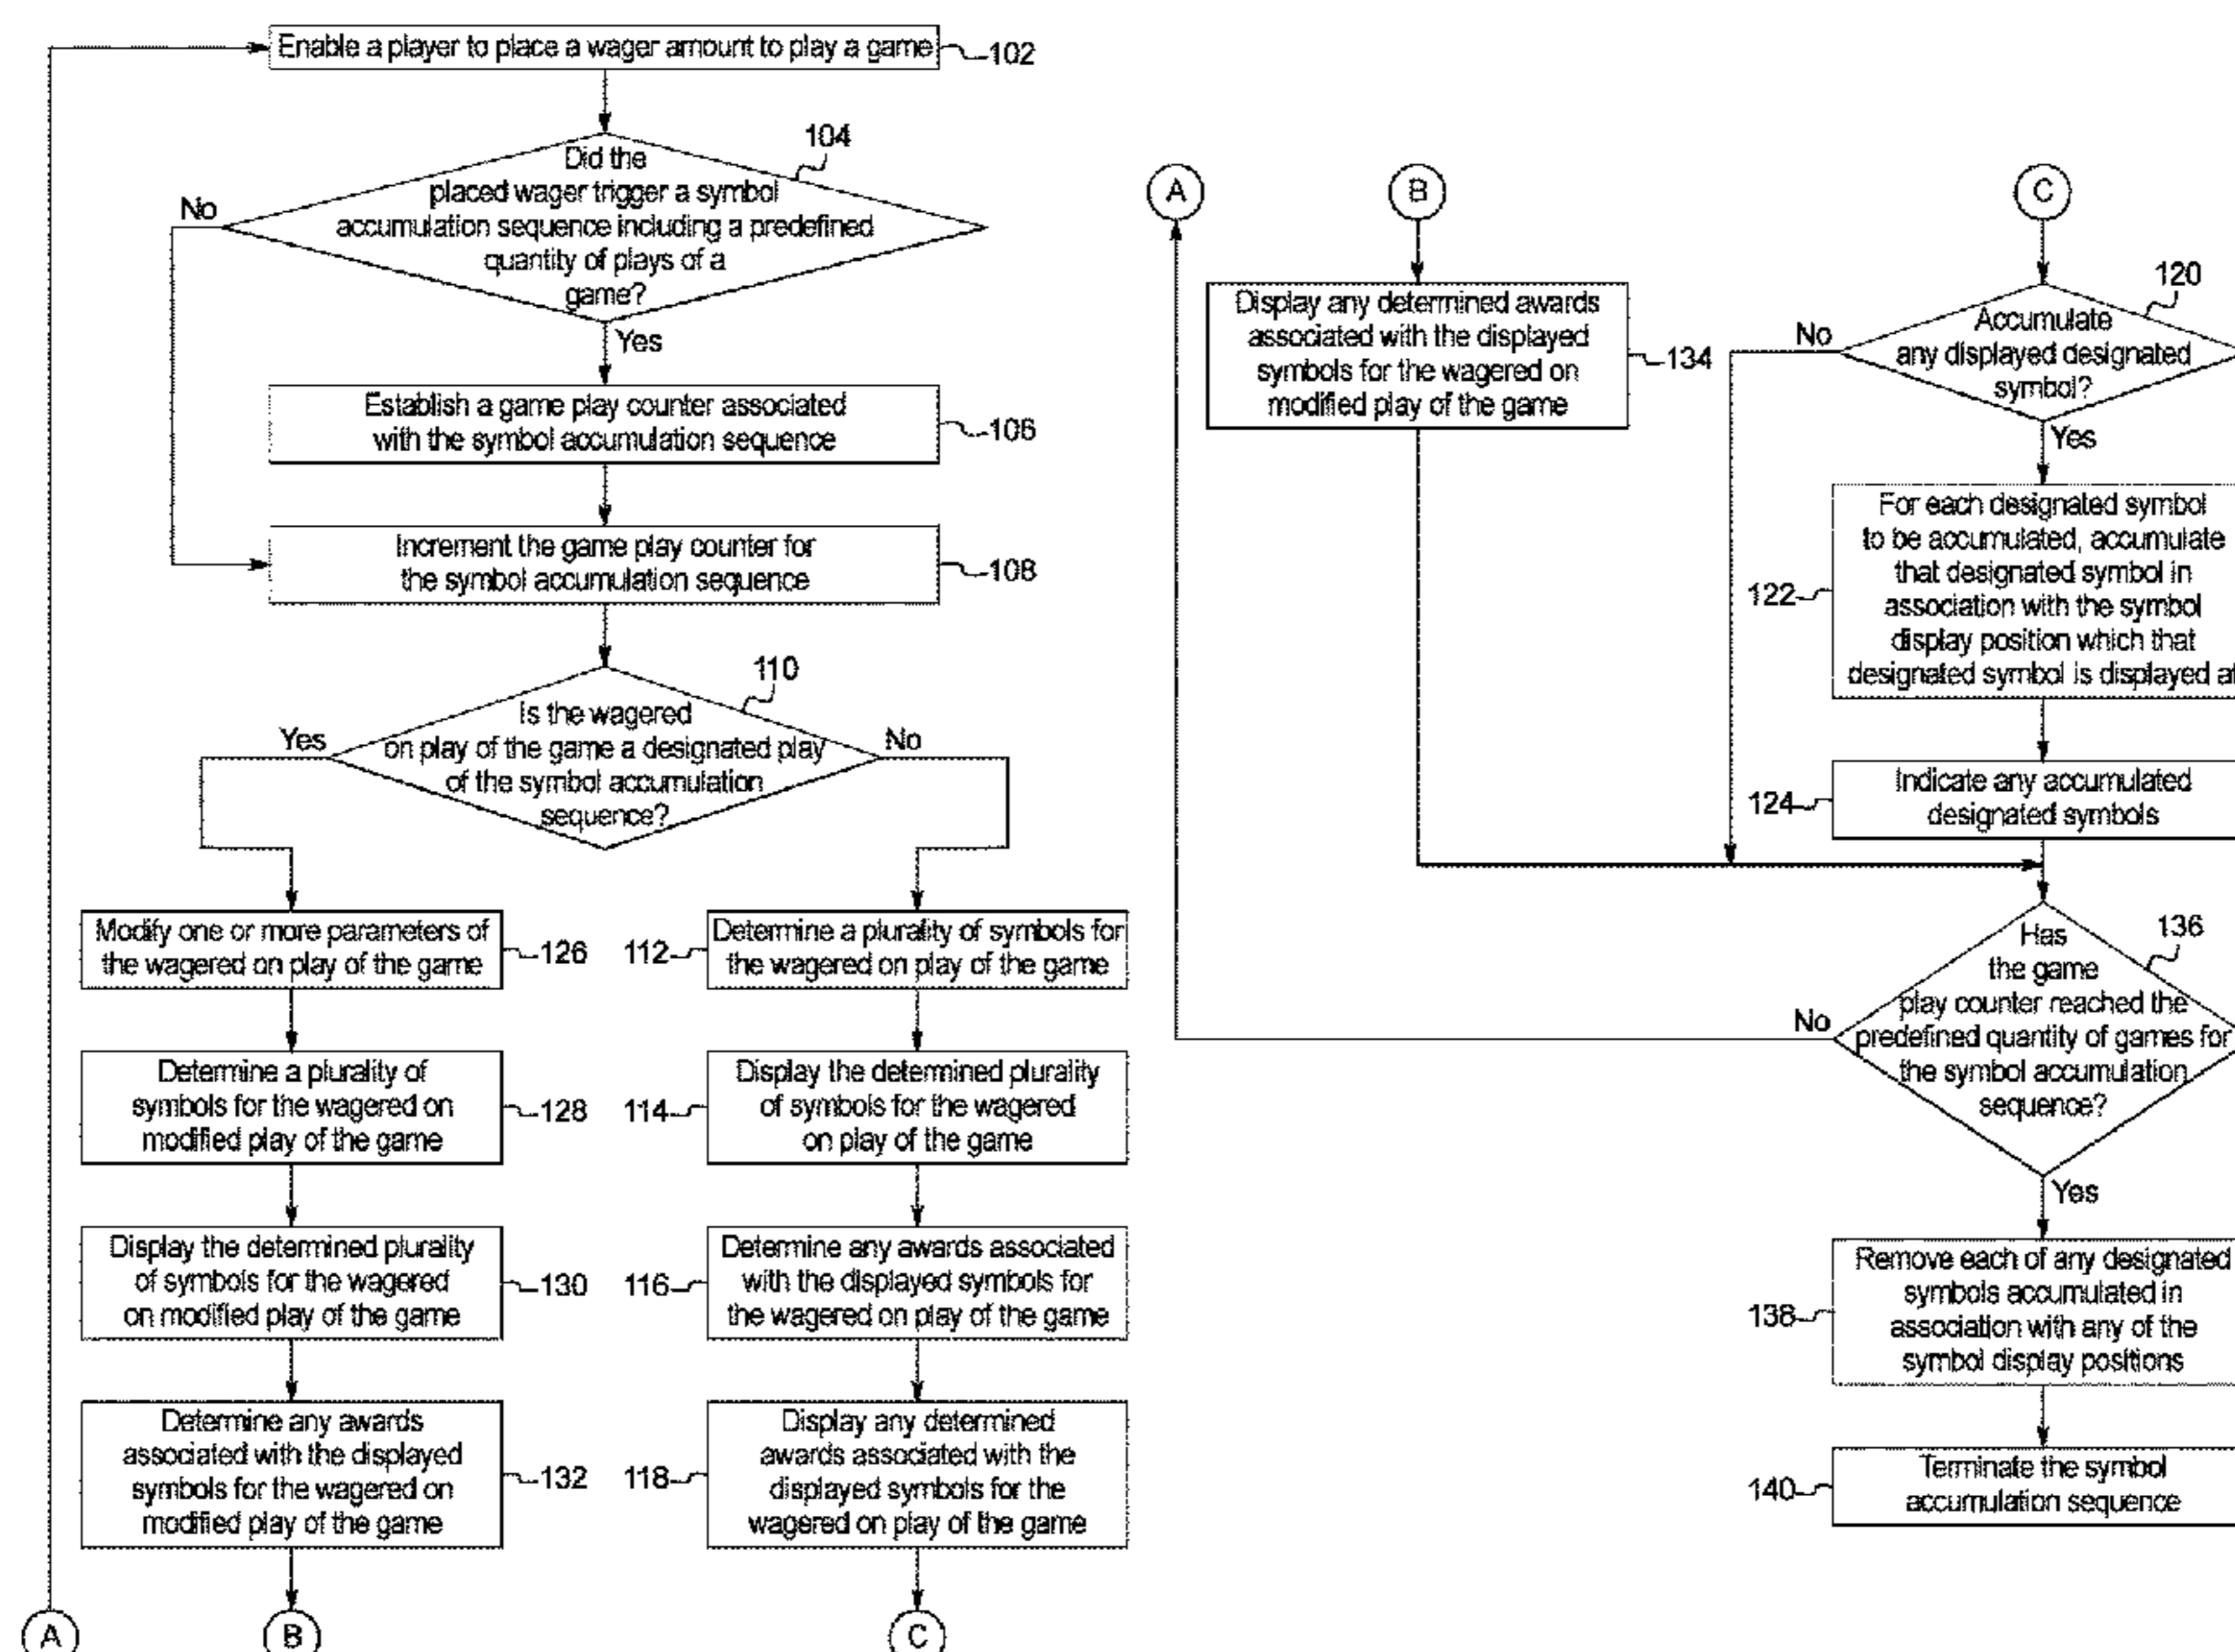 Enable a player to place a wager amount to play a game
102
104
Did the
placed wager trigger a symbol
accumulation sequence including a predefined
quantity of plays of a
game?
No
Yes
Establish a game play counter associated
with the symbol accumulation sequence
106
Increment the game play counter for
the symbol accumulation sequence
108
110
Is the wagered
on play of the game a designated play
of the symbol accumulation
sequence?
Yes
No
Modify one or more parameters of
the wagered on play of the game
126
Determine a plurality of
symbols for the wagered on
modified play of the game
128
Display the determined plurality
of symbols for the wagered
on modified play of the game
130
Determine any awards
associated with the displayed
symbols for the wagered on
modified play of the game
132
112
Determine a plurality of symbols for
the wagered on play of the game
114
Display the determined plurality
of symbols for the wagered
on play of the game
116
Determine any awards associated
with the displayed symbols for
the wagered on play of the game
118
Display any determined
awards associated with the
displayed symbols for the
wagered on play of the game
A
B
C
A
B
C
Display any determined awards
associated with the displayed
symbols for the wagered on
modified play of the game
134
120
Accumulate
any displayed designated
symbol?
No
Yes
For each designated symbol
to be accumulated, accumulate
that designated symbol in
association with the symbol
display position which that
designated symbol is displayed at
122
Indicate any accumulated
designated symbols
124
136
Has
the game
play counter reached the
predefined quantity of games for
the symbol accumulation
sequence?
No
Yes
Remove each of any designated
symbols accumulated in
association with any of the
symbol display positions
138
Terminate the symbol
accumulation sequence
140